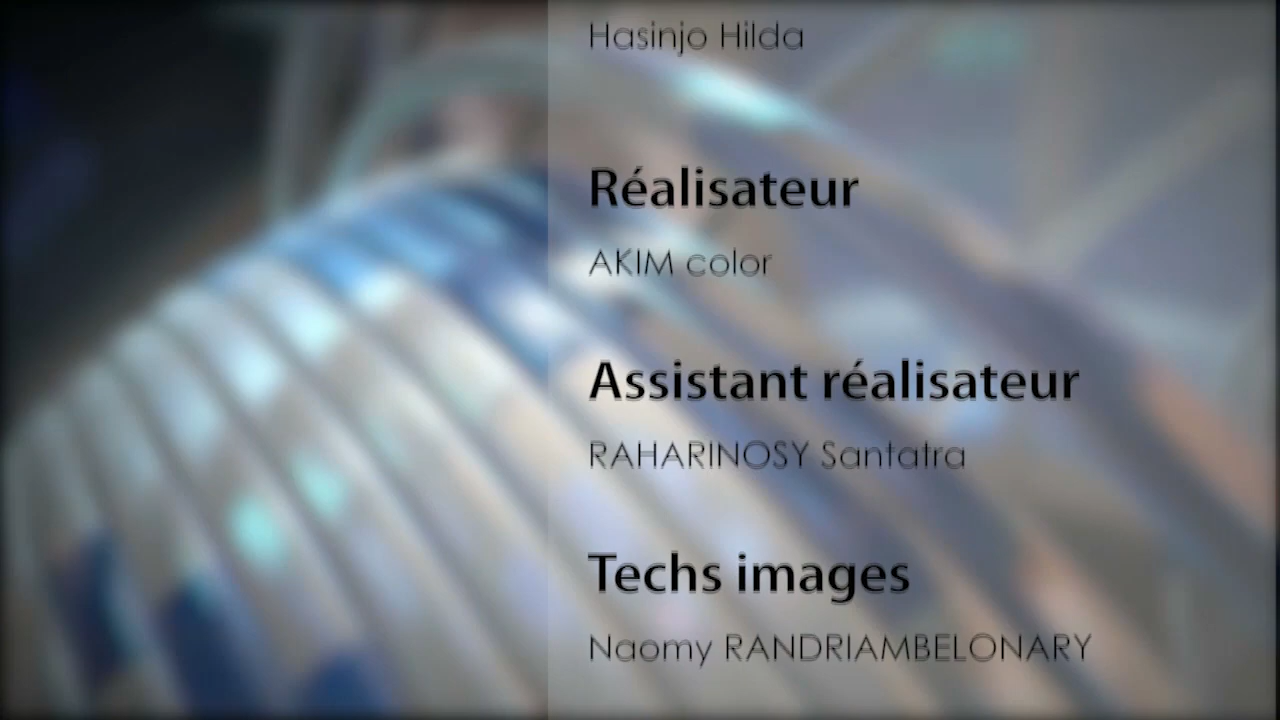 Hasinjo Hilda
Réalisateur
AKIM color
Assistant réalisateur
RAHARINOSY Santatra
Techs images
Naomy RANDRIAMBELONARY